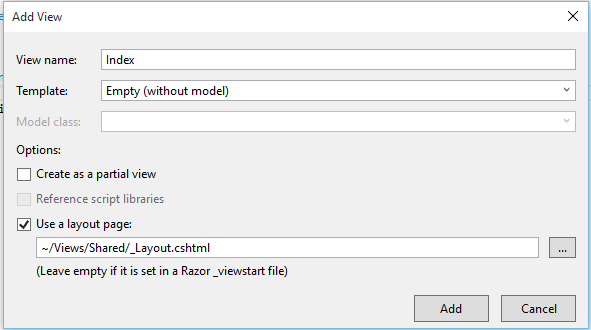 Add View
View name: Index
Template: Empty (without model)
Model class:
Options:
Create as a partial view
Reference script libraries
Use a layout page:
~/Views/Shared/_Layout.cshtml ...
(Leave empty if it is set in a Razor _viewstart file)
Add Cancel